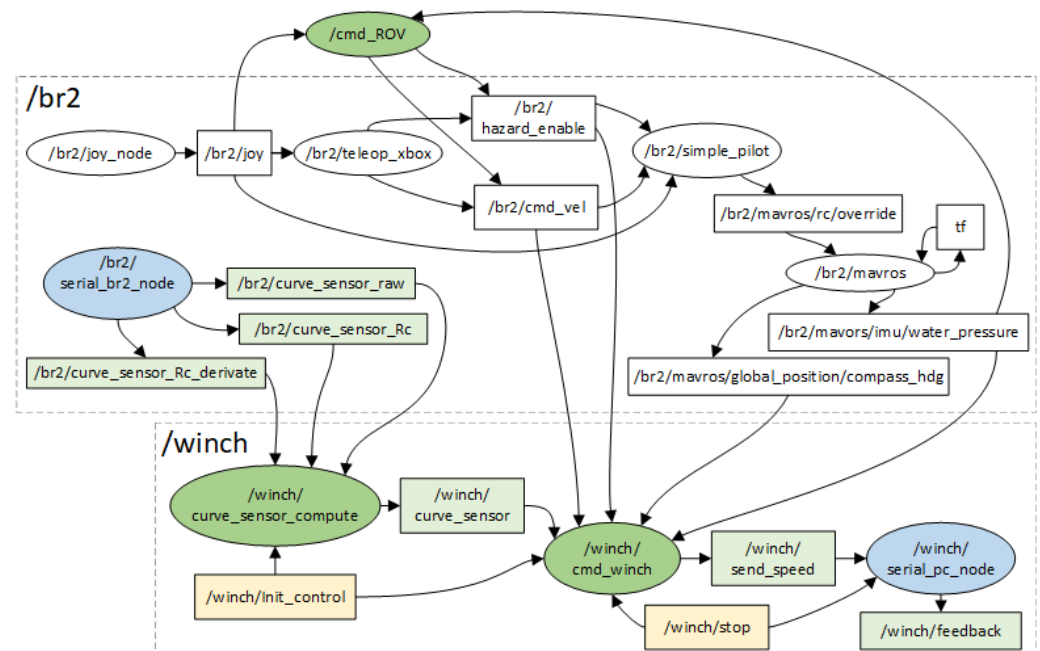 /cmd_ROV
/br2
/br2/
hazard_enable
/br2/joy_node
/br2/joy
/br2/teleop_xbox
/br2/simple_pilot
/br2/cmd_vel
/br2/mavros/rc/override
tf
/br2/
serial_br2_node
/br2/curve_sensor_raw
/br2/mavros
/br2/curve_sensor_Rc
/br2/mavors/imu/water_pressure
/br2/curve_sensor_Rc_derivate
/br2/mavros/global_position/compass_hdg
/winch
/winch/
curve_sensor_compute
/winch/
curve_sensor
/winch/
cmd_winch
/winch/
send_speed
/winch/
serial_pc_node
/winch/Init_control
/winch/stop
/winch/feedback